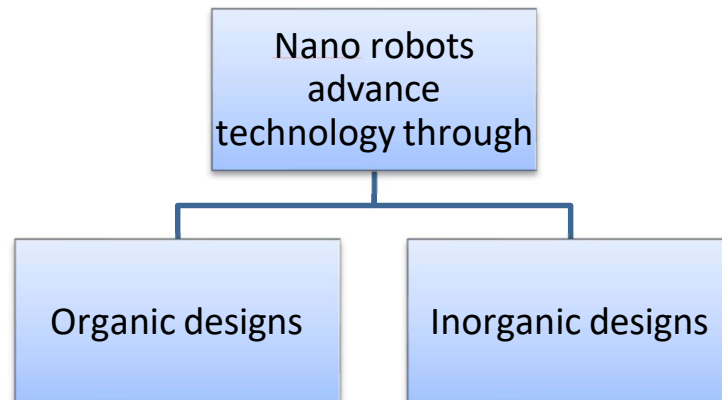 Nano robots
advance
technology through
Organic designs
Inorganic designs